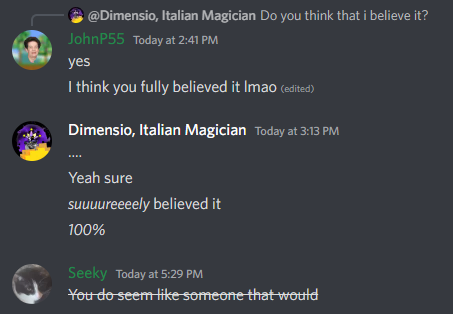 @Dimensio, Italian Magician Do you think that i believe it?
JohnP55 Today at 2:41 PM
yes
I think you fully believed it lmao (edited)
Dimensio, Italian Magician Today at 3:13 PM
....
Yeah sure
suuuureeeely believed it
100%
Seeky Today at 5:29 PM
You do seem like someone that would